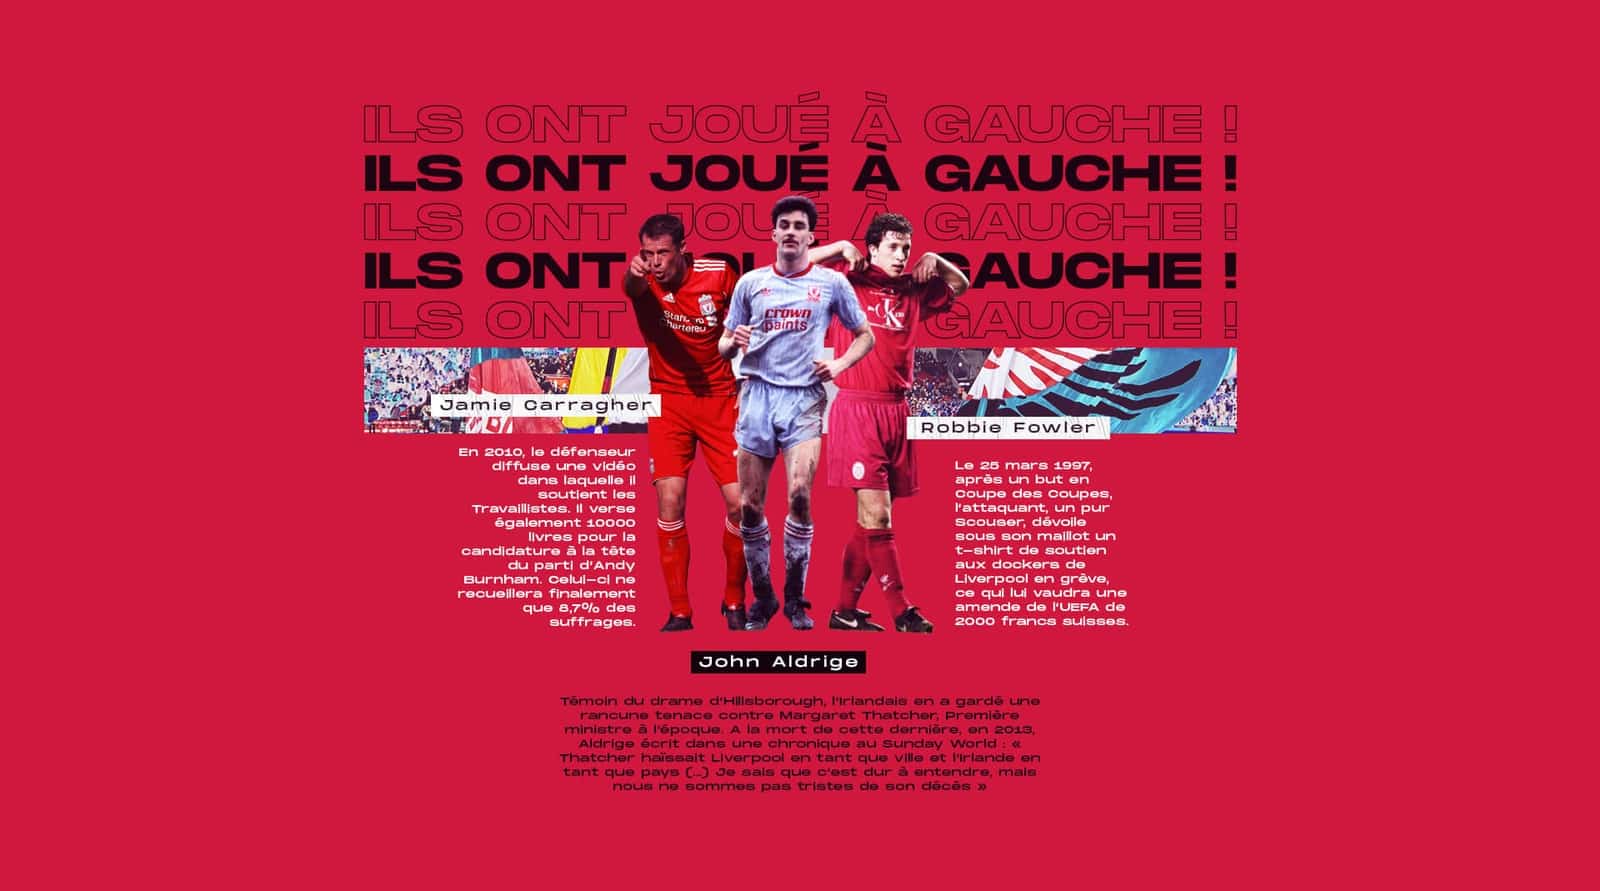 ILS ONT JOUÉ À GAUCHE !
ILS ONT JOUÉ À GAUCHE !
ILS ONT JOUÉ À GAUCHE !
ILS ONT GAUCHE !
ILS ONT GAUCHE !
adidas
Standard
Chartered
crown
paints
CK
Jamie Carragher
En 2010, le défenseur
diffuse une vidéo
dans laquelle il
soutient les
Travaillistes. Il verse
également 10000
livres pour la
candidature à la tête
du parti d'Andy
Burnham. Celui-ci ne
recueillera finalement
que 8,7% des
suffrages.
Robbie Fowler
Le 25 mars 1997,
après un but en
Coupe des Coupes,
l'attaquant, un pur
Scouser, dévoile
sous son maillot un
t-shirt de soutien
aux dockers de
Liverpool en grève,
ce qui lui vaudra une
amende de l'UEFA de
2000 francs suisses.
John Aldrige
Témoin du drame d'Hillsborough, l'Irlandais en a gardé une
rancune tenace contre Margaret Thatcher, Première
ministre à l'époque. A la mort de cette dernière, en 2013,
Aldrige écrit dans une chronique au Sunday World : «
Thatcher haïssait Liverpool en tant que ville et l'Irlande en
tant que pays (...) Je sais que c'est dur à entendre, mais
nous ne sommes pas tristes de son décès »